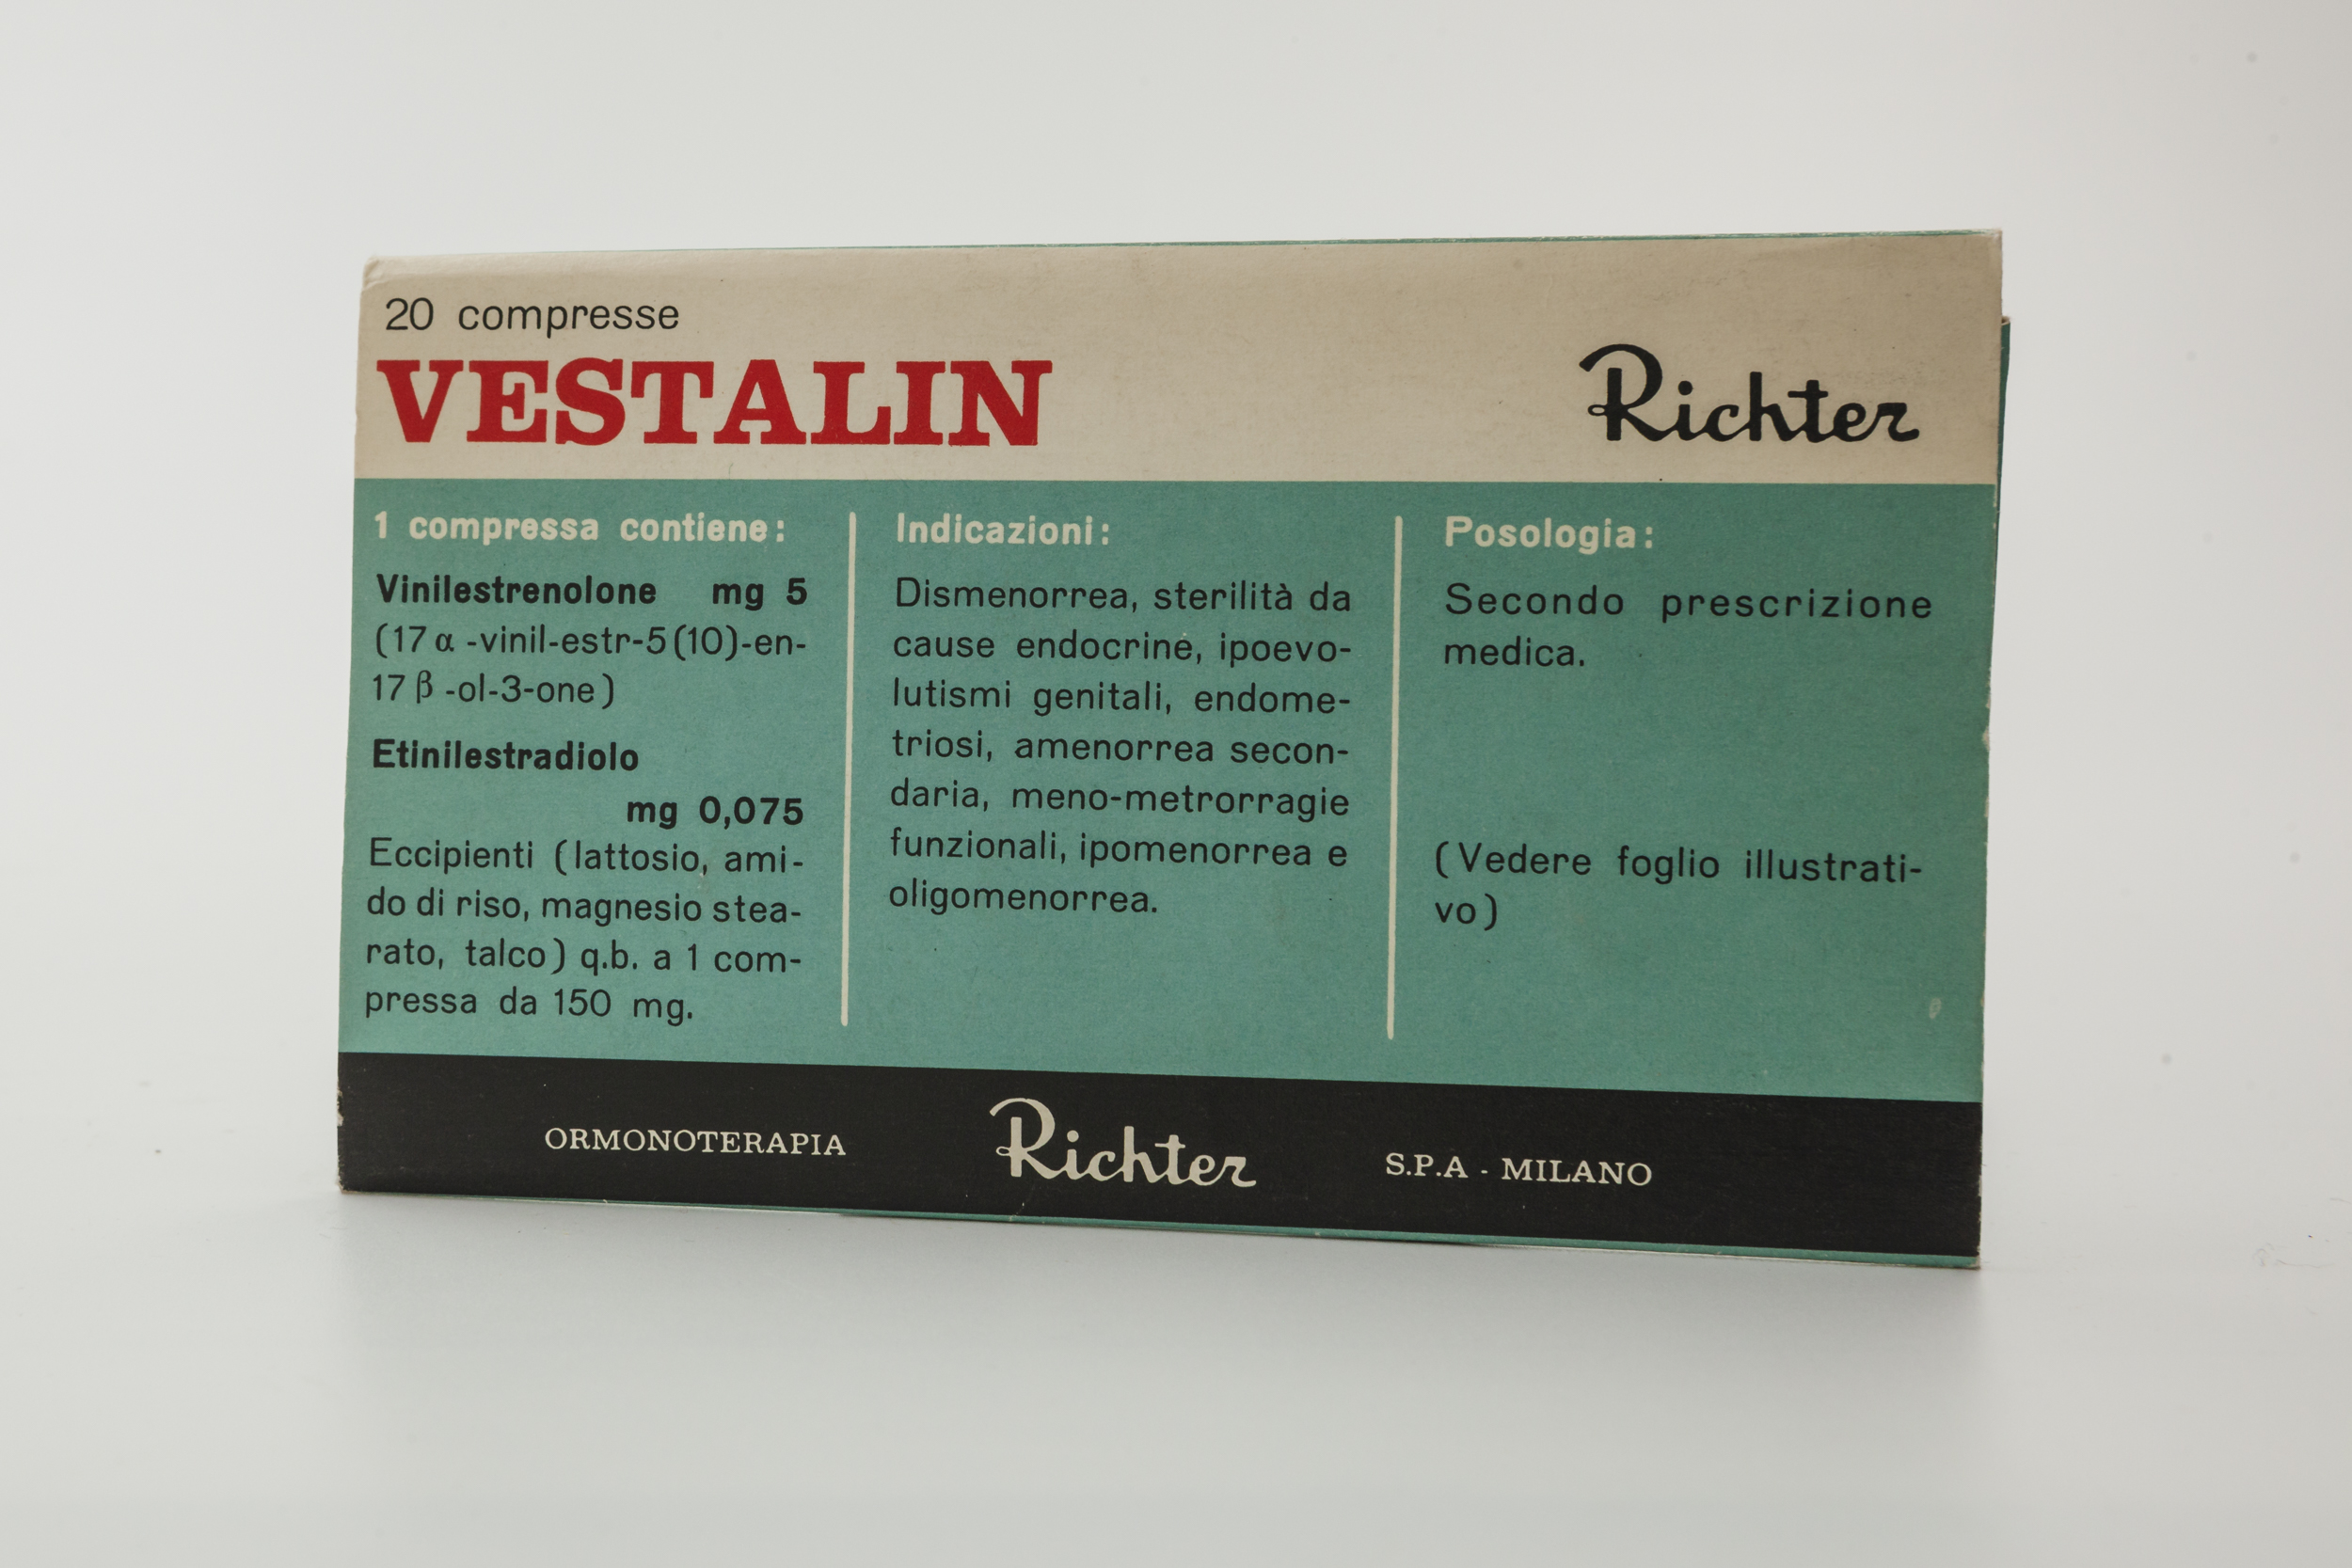 20 compresse
VESTALIN
Richter
1 compressa contiene:
Vinilestrenolone mg 5
(17 α -vinil-estr-5(10)-en-
17 β -ol-3-one)
Etinilestradiolo
mg 0,075
Eccipienti (lattosio, ami-
do di riso, magnesio stea-
rato, talco) q.b. a 1 com-
pressa da 150 mg.
Indicazioni:
Dismenorrea, sterilità da
cause endocrine, ipoevo-
lutismi genitali, endome-
triosi, amenorrea secon-
daria, meno-metrorragie
funzionali, ipomenorrea e
oligomenorrea.
Posologia:
Secondo prescrizione
medica.
(Vedere foglio illustrati-
vo)
ORMONOTERAPIA Richter S.P.A - MILANO